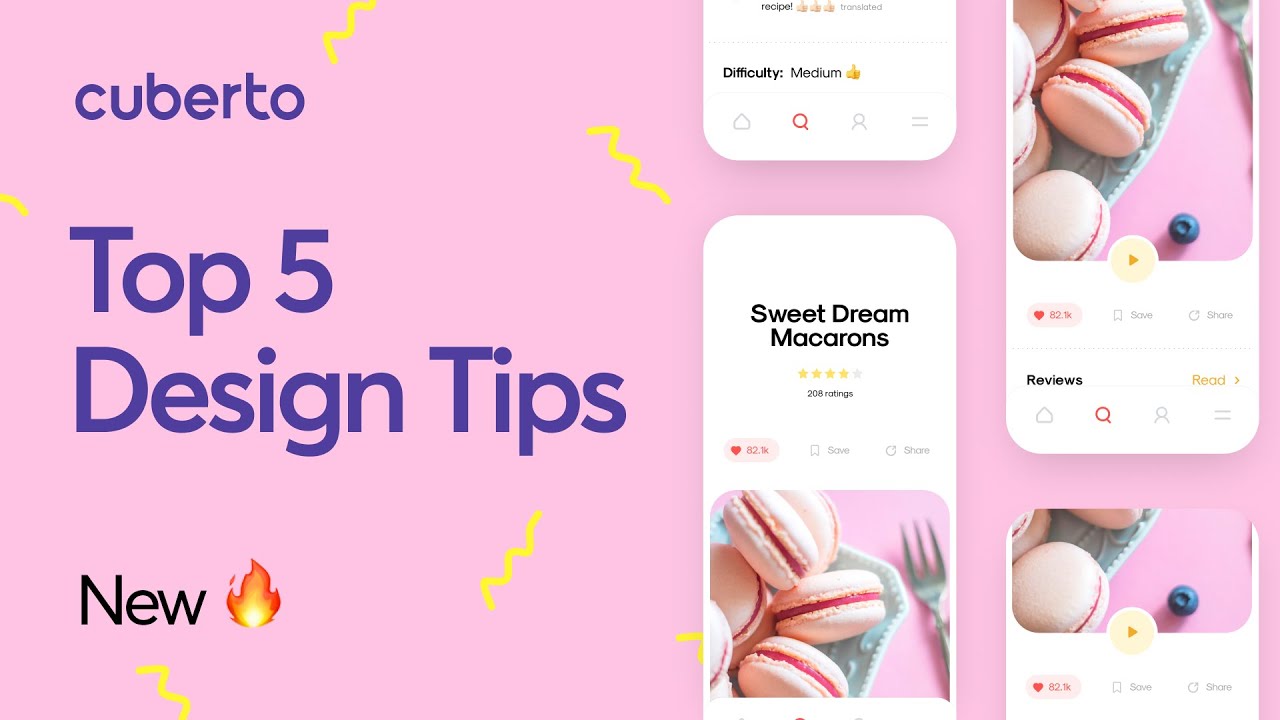 cuberto
Top 5
Design Tips
New
recipe! translated
Difficulty: Medium
Sweet Dream
Macarons
208 ratings
82.1k Save Share
82.1k Save Share
Reviews Read
82.1k Save Share